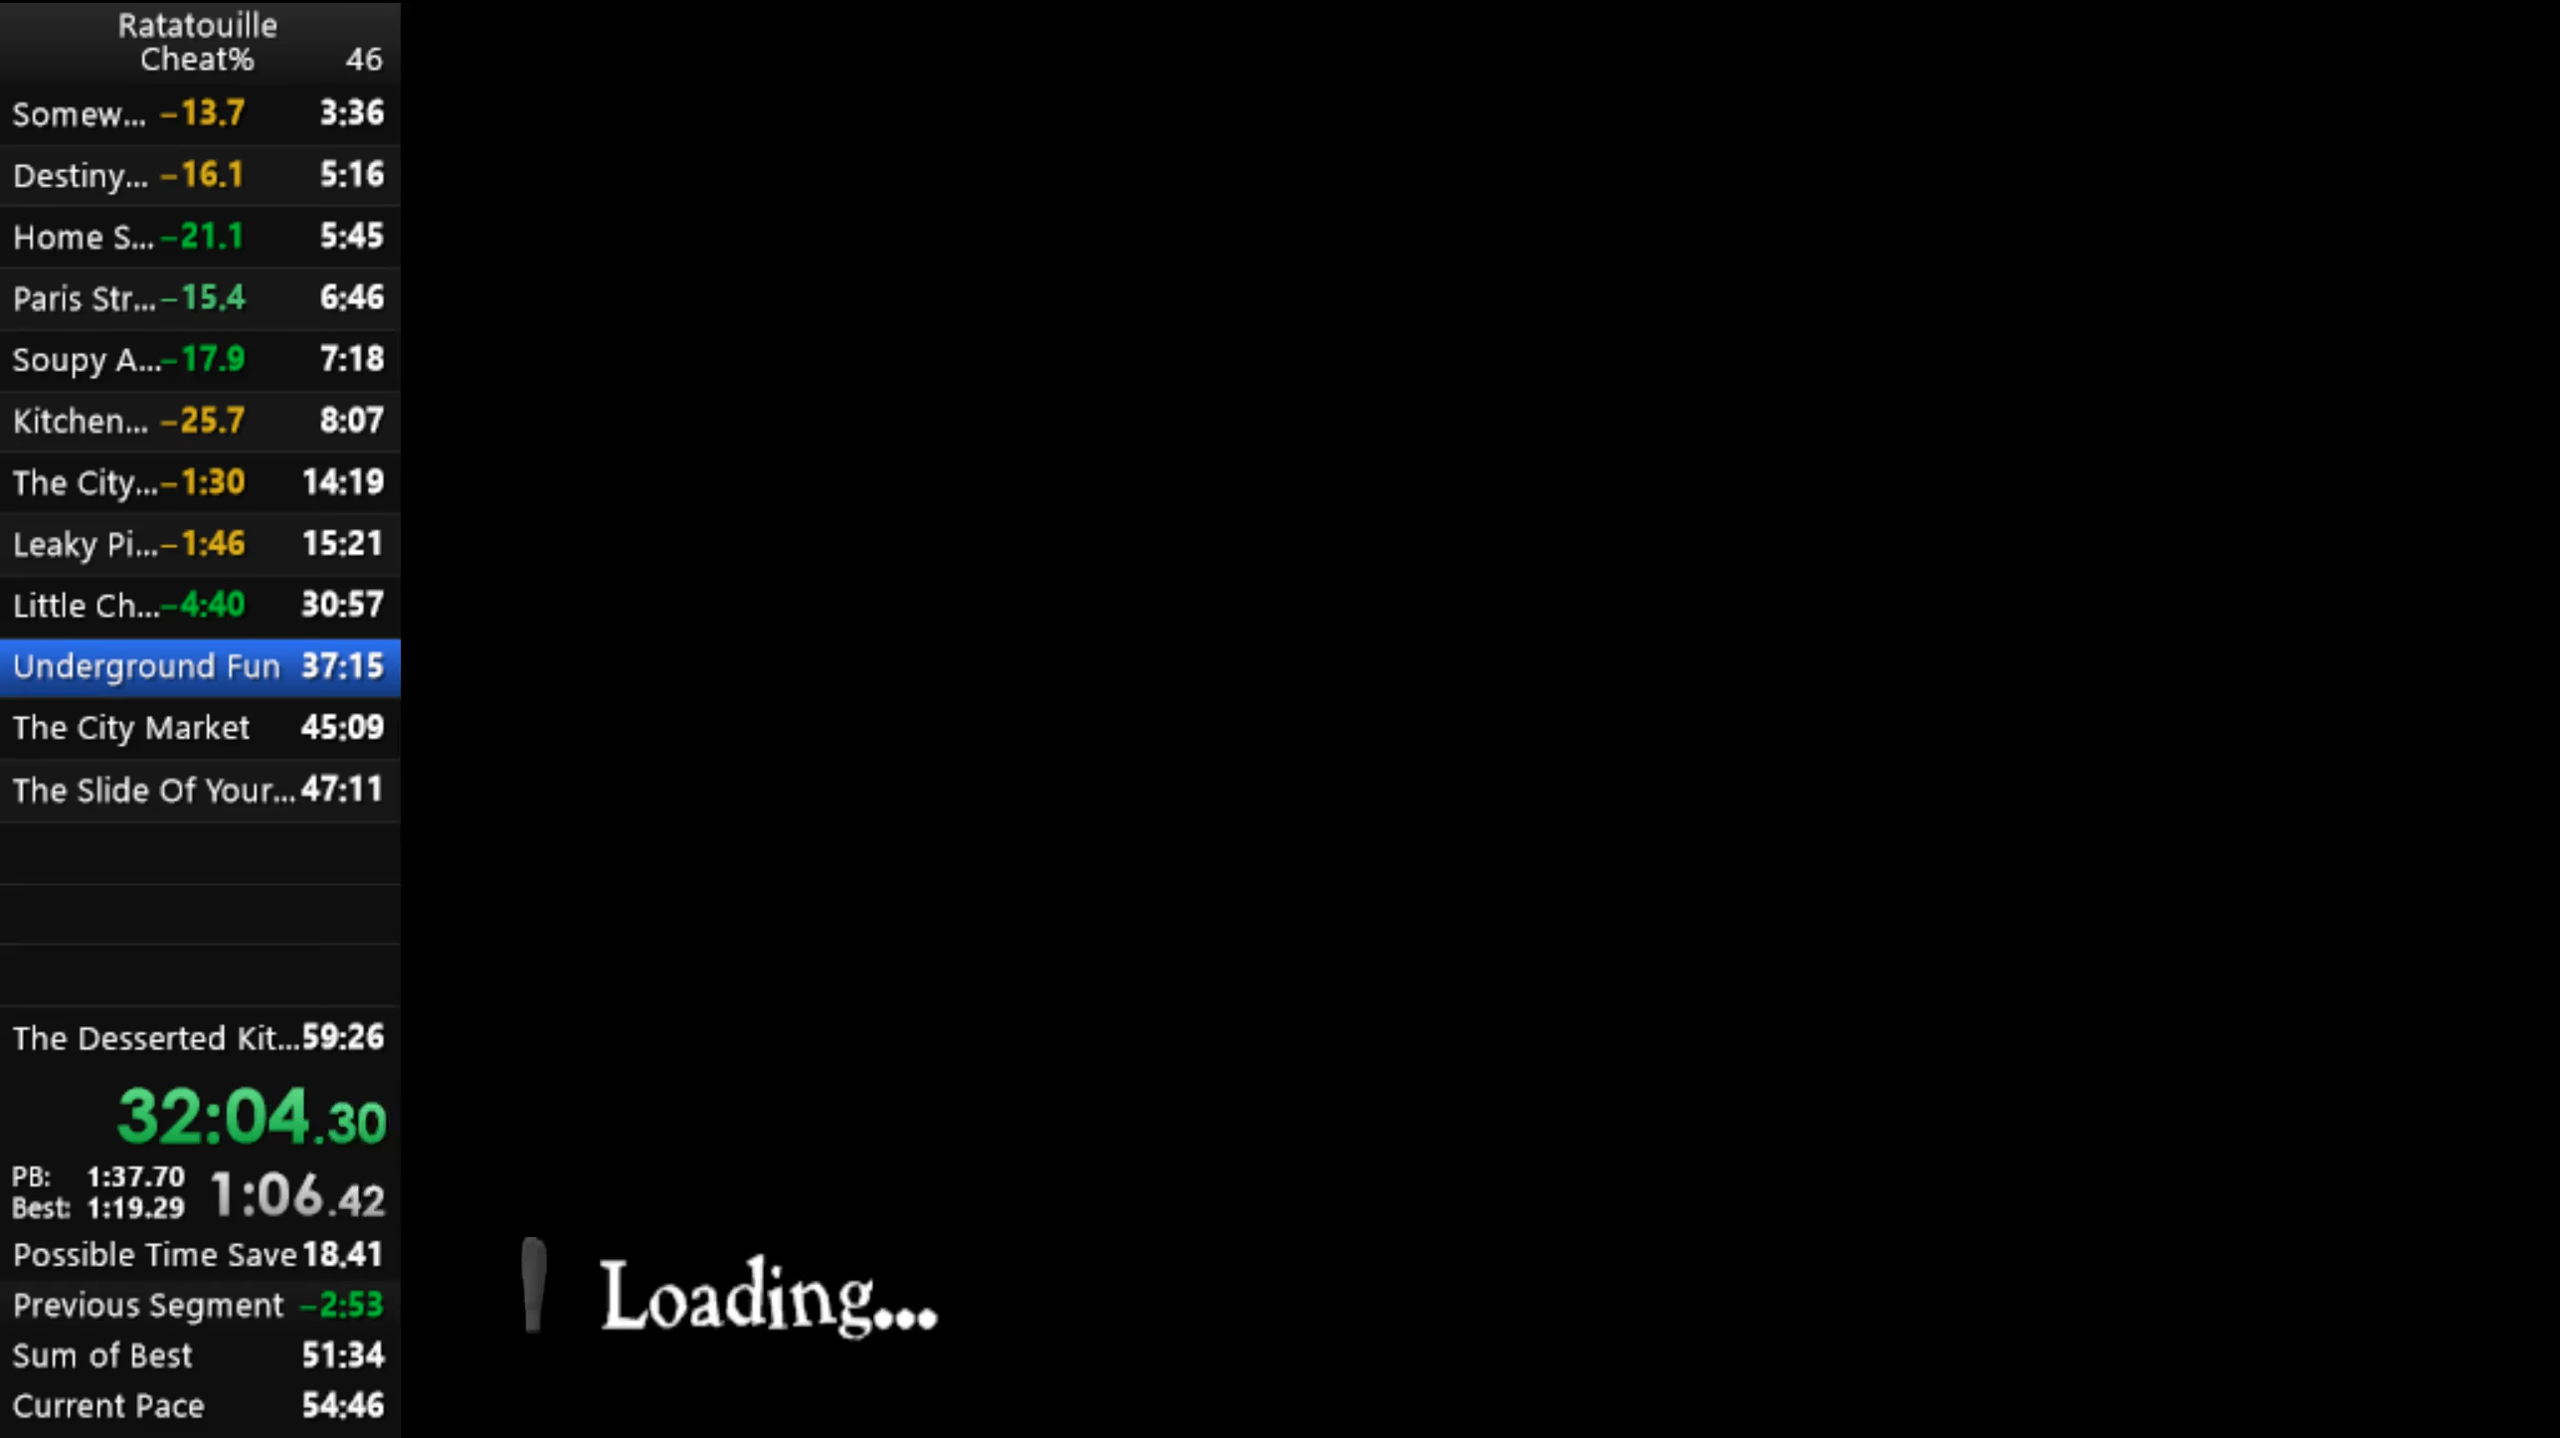 Ratatouille
Cheat% 46
Somew... −13.7 3:36
Destiny... −16.1 5:16
Home S... −21.1 5:45
Paris Str... −15.4 6:46
Soupy A... −17.9 7:18
Kitchen... −25.7 8:07
The City... −1:30 14:19
Leaky Pi... −1:46 15:21
Little Ch... −4:40 30:57
Underground Fun 37:15
The City Market 45:09
The Slide Of Your... 47:11
The Desserted Kit... 59:26
32:04.30
PB: 1:37.70
Best: 1:19.29
1:06.42
Possible Time Save 18.41
Previous Segment −2:53
Sum of Best 51:34
Current Pace 54:46
Loading...